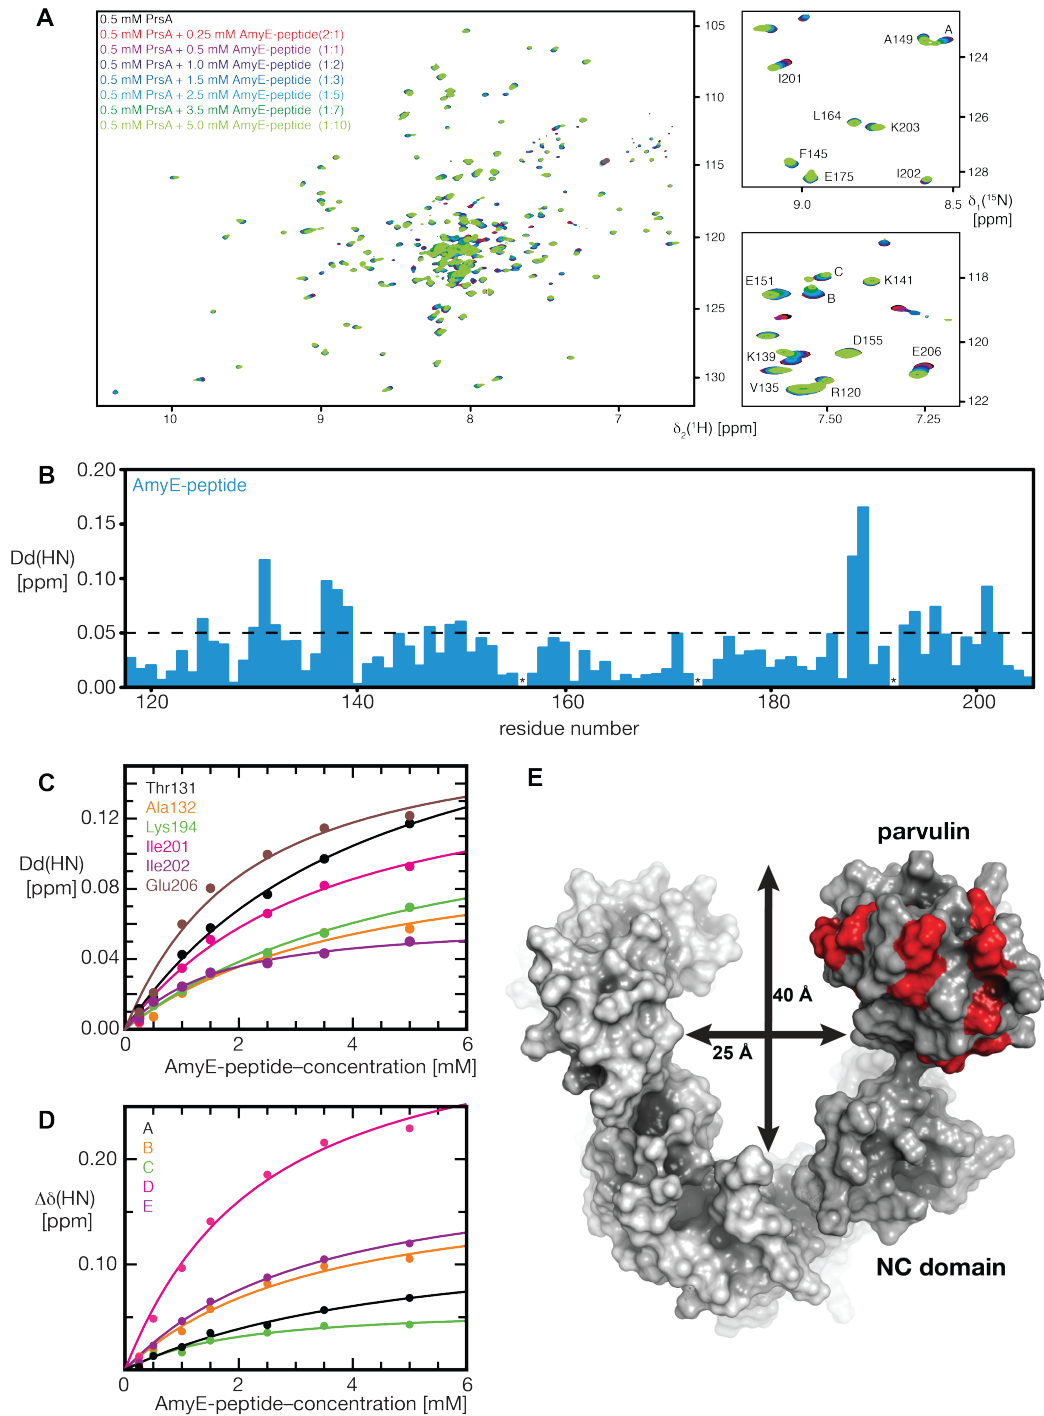 A
0.5 mM PrsA
0.5 mM PrsA + 0.25 mM AmyE-peptide(2:1)
0.5 mM PrsA + 0.5 mM AmyE-peptide (1:1)
0.5 mM PrsA + 1.0 mM AmyE-peptide (1:2)
0.5 mM PrsA + 1.5 mM AmyE-peptide (1:3)
0.5 mM PrsA + 2.5 mM AmyE-peptide (1:5)
0.5 mM PrsA + 3.5 mM AmyE-peptide (1:7)
0.5 mM PrsA + 5.0 mM AmyE-peptide (1:10)
105
110
115
120
125
130
10
9
8
7
δ2(¹H) [ppm]
A149
A
I201
L164
K203
F145
E175
I202
124
126
128
9.0
8.5
δ1(¹⁵N)
[ppm]
E151
C
B
K141
D155
K139
E206
V135
R120
118
120
122
7.50
7.25
B
AmyE-peptide
Dd(HN)
[ppm]
0.20
0.15
0.10
0.05
0.00
*
*
*
120
140
160
180
200
residue number
C
Thr131
Ala132
Lys194
Ile201
Ile202
Glu206
Dd(HN)
[ppm]
0.12
0.08
0.04
0.00
0
2
4
6
AmyE-peptide–concentration [mM]
D
A
B
C
D
E
Δδ(HN)
[ppm]
0.20
0.10
0
2
4
6
AmyE-peptide–concentration [mM]
E
parvulin
40 Å
25 Å
NC domain